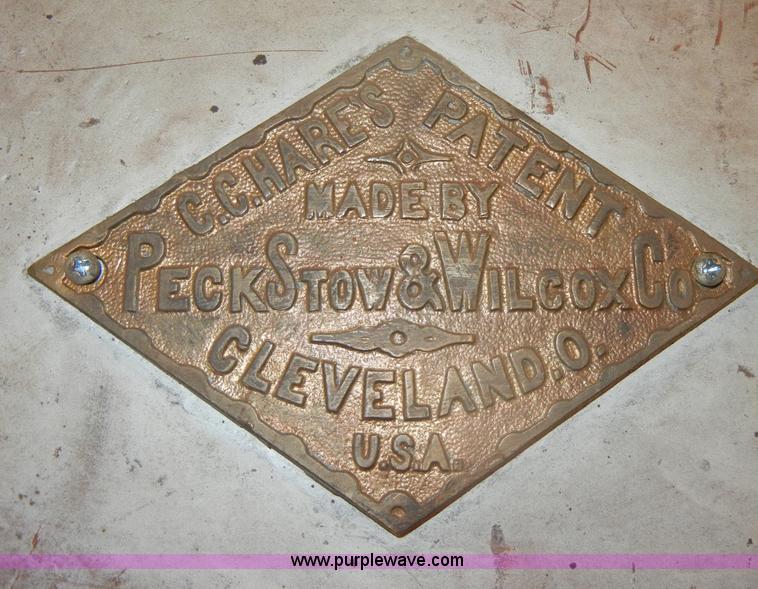 C.C.HARE'S PATENT
MADE BY
PECK STOW & WILCOX CO
CLEVELAND.O.
U.S.A.
www.purplewave.com